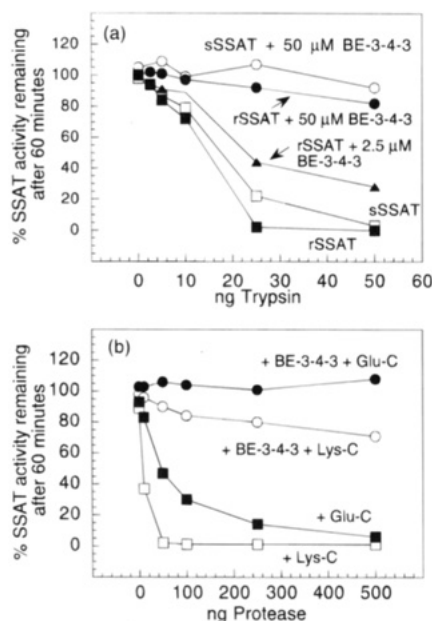 (a)
sSSAT + 50 μM BE-3-4-3
rSSAT + 50 μM BE-3-4-3
rSSAT + 2.5 μM
BE-3-4-3
sSSAT
rSSAT
% SSAT activity remaining
after 60 minutes
120
100
80
60
40
20
0
0 10 20 30 40 50 60
ng Trypsin
(b)
+ BE-3-4-3 + Glu-C
+ BE-3-4-3 + Lys-C
+ Glu-C
+ Lys-C
% SSAT activity remaining
after 60 minutes
120
100
80
60
40
20
0
0 100 200 300 400 500
ng Protease